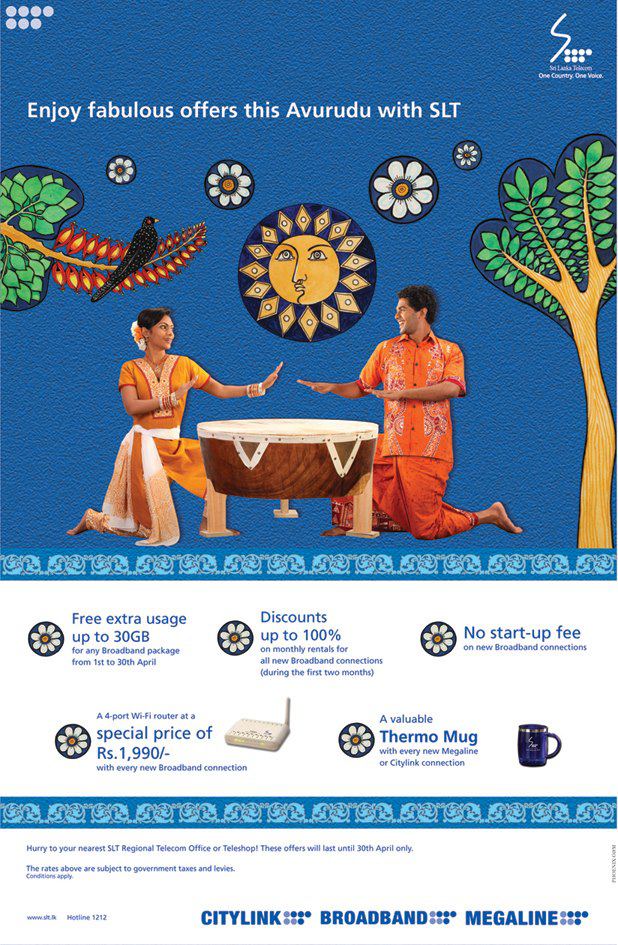 Sri Lanka Telecom
One Country. One Voice.
Enjoy fabulous offers this Avurudu with SLT
Free extra usage
up to 30GB
for any Broadband package
from 1st to 30th April
Discounts
up to 100%
on monthly rentals for
all new Broadband connections
(during the first two months)
No start-up fee
on new Broadband connections
A 4-port Wi-Fi router at a
special price of
Rs.1,990/-
with every new Broadband connection
A valuable
Thermo Mug
with every new Megaline
or Citylink connection
Hurry to your nearest SLT Regional Telecom Office or Teleshop! These offers will last until 30th April only.
The rates above are subject to government taxes and levies.
Conditions apply.
www.slt.lk Hotline 1212
CITYLINK BROADBAND MEGALINE